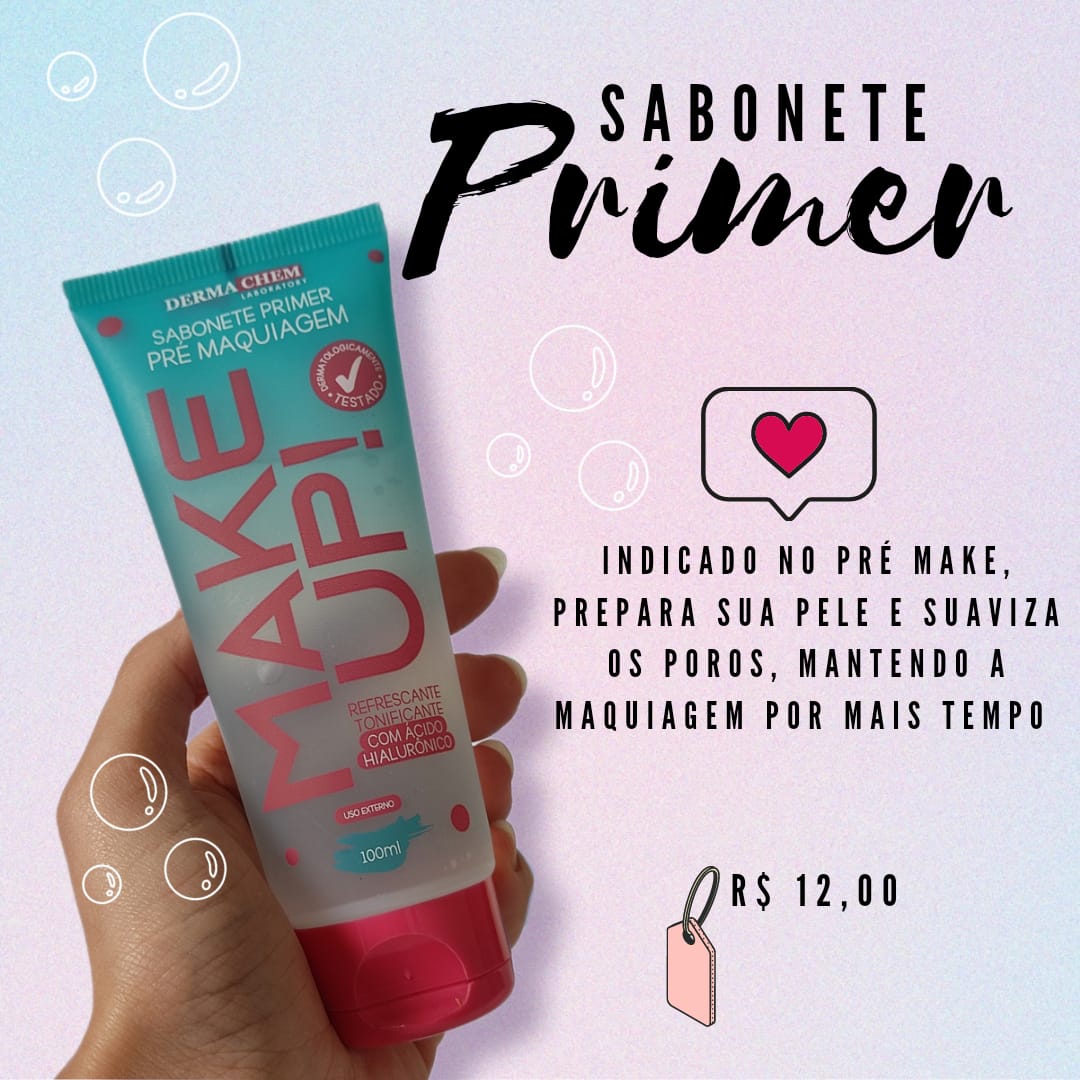 SABONETE
Primer
DERMA CHEM
LABORATORY
SABONETE PRIMER
PRÉ MAQUIAGEM
DERMATOLOGICAMENTE
TESTADO
MAKE
UP!
REFRESCANTE
TONIFICANTE
COM ÁCIDO
HIALURÔNICO
USO EXTERNO
100ml
INDICADO NO PRÉ MAKE,
PREPARA SUA PELE E SUAVIZA
OS POROS, MANTENDO A
MAQUIAGEM POR MAIS TEMPO
R$ 12,00